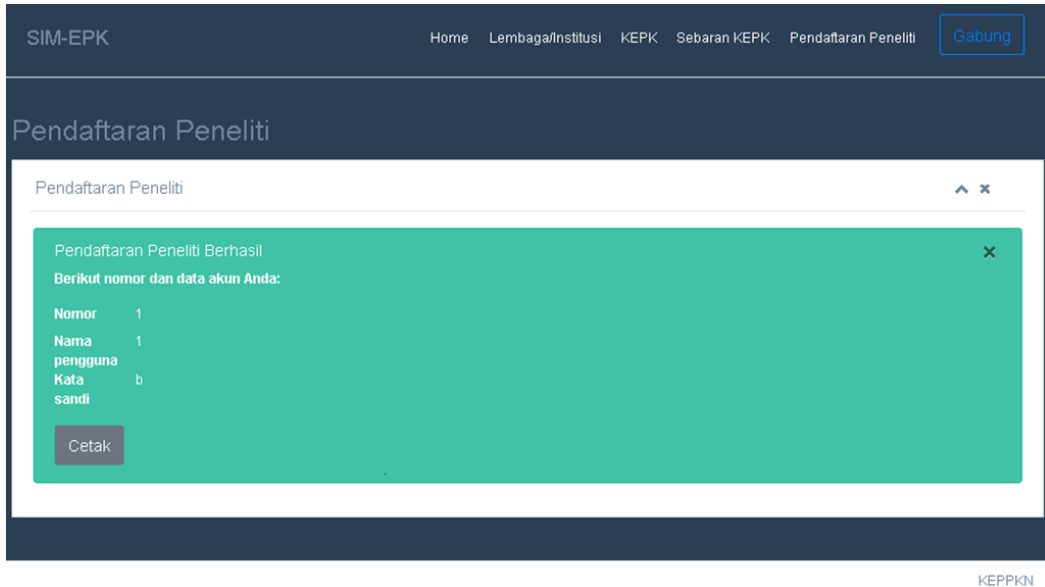 SIM-EPK
Home Lembaga/Institusi KEPK Sebaran KEPK Pendaftaran Peneliti Gabung
Pendaftaran Peneliti
Pendaftaran Peneliti
Pendaftaran Peneliti Berhasil
Berikut nomor dan data akun Anda:
Nomor 1
Nama 1
pengguna
Kata b
sandi
Cetak
KEPPKN